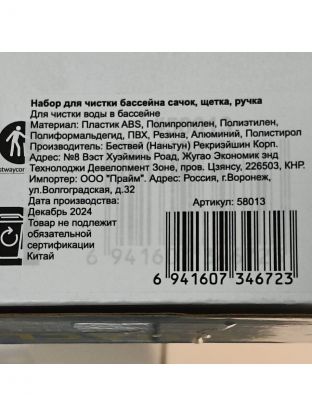 Набор для чистки бассейна сачок, щетка, ручка
Для чистки воды в бассейне
Материал: Пластик ABS, Полипропилен, Полиэтилен,
Полиформальдегид, ПВХ, Резина, Алюминий, Полистирол
Производитель: Бествей (Наньтун) Рекриэйшин Корп.
Адрес: №8 Вэст Хуэйминь Роад, Жугао Экономик энд
Текнолоджи Девелопмент Зоне, пров. Цзянсу, 226503, КНР.
Импортер: ООО "Прайм". Адрес: Россия, г.Воронеж,
ул.Волгоградская, д.32
Дата производства:
Артикул: 58013
Декабрь 2024
Товар не подлежит
обязательной
сертификации
Китай
6 941607 346723